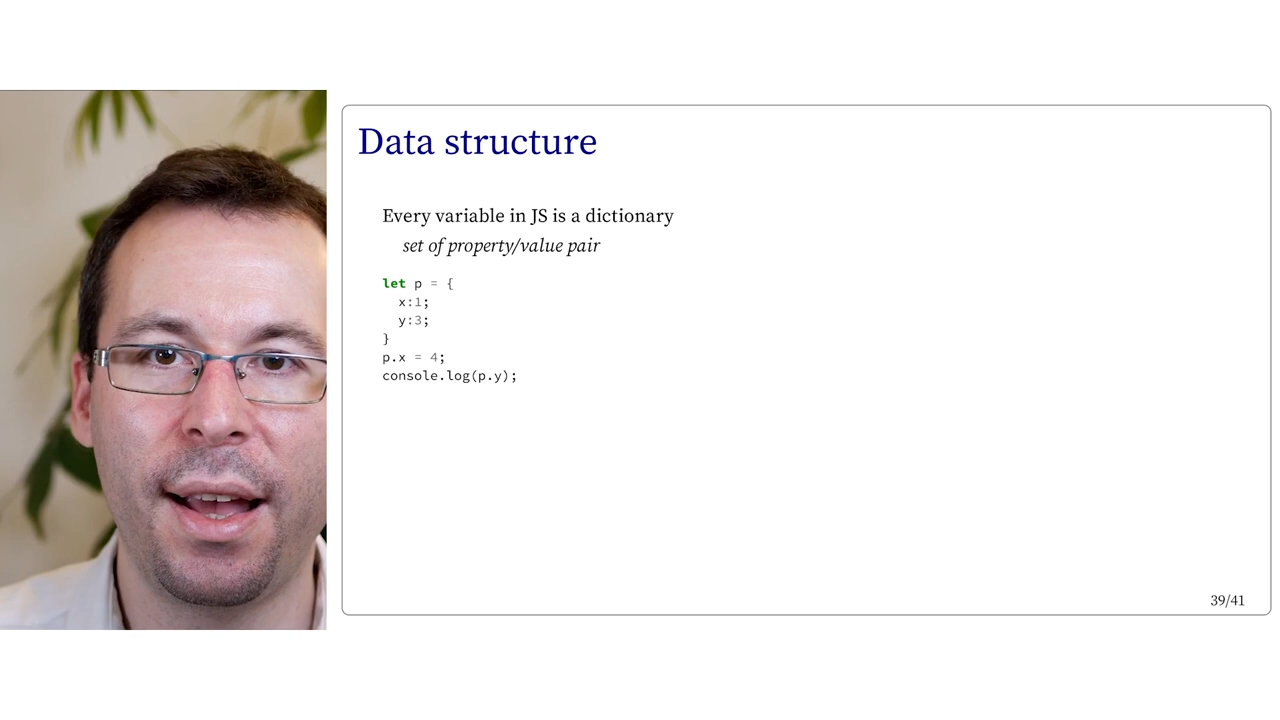 Data structure
Every variable in JS is a dictionary
set of property/value pair
let p = {
  x:1;
  y:3;
}
p.x = 4;
console.log(p.y);
39/41